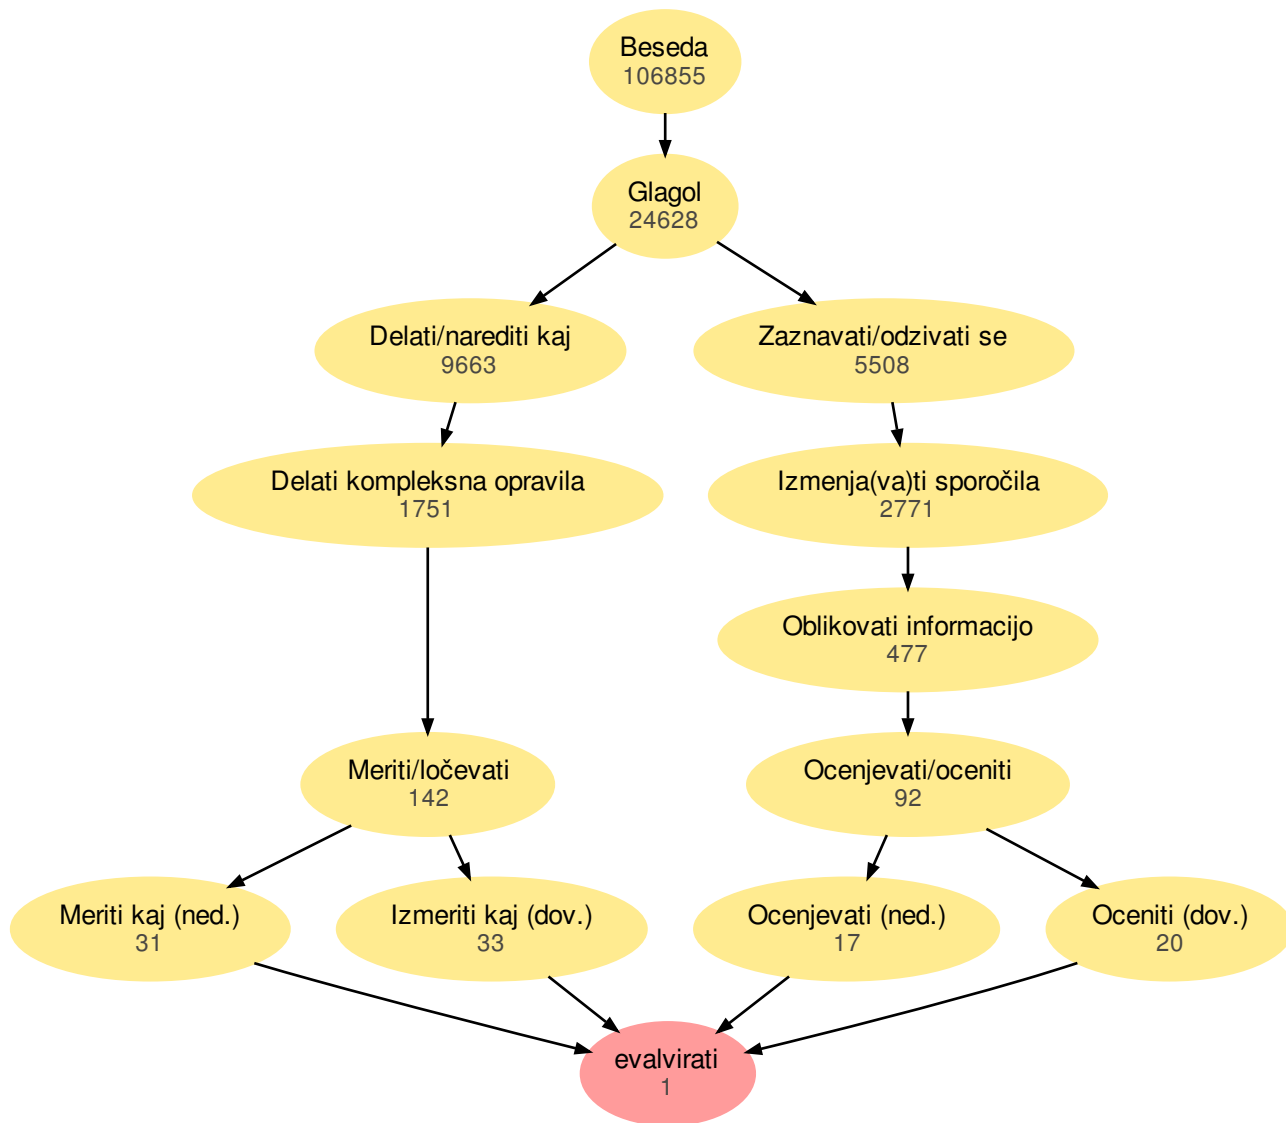 Beseda
106855
Glagol
24628
Delati/narediti kaj
9663
Zaznavati/odzivati se
5508
Delati kompleksna opravila
1751
Izmenja(va)ti sporočila
2771
Oblikovati informacijo
477
Meriti/ločevati
142
Ocenjevati/oceniti
92
Meriti kaj (ned.)
31
Izmeriti kaj (dov.)
33
Ocenjevati (ned.)
17
Oceniti (dov.)
20
evalvirati
1